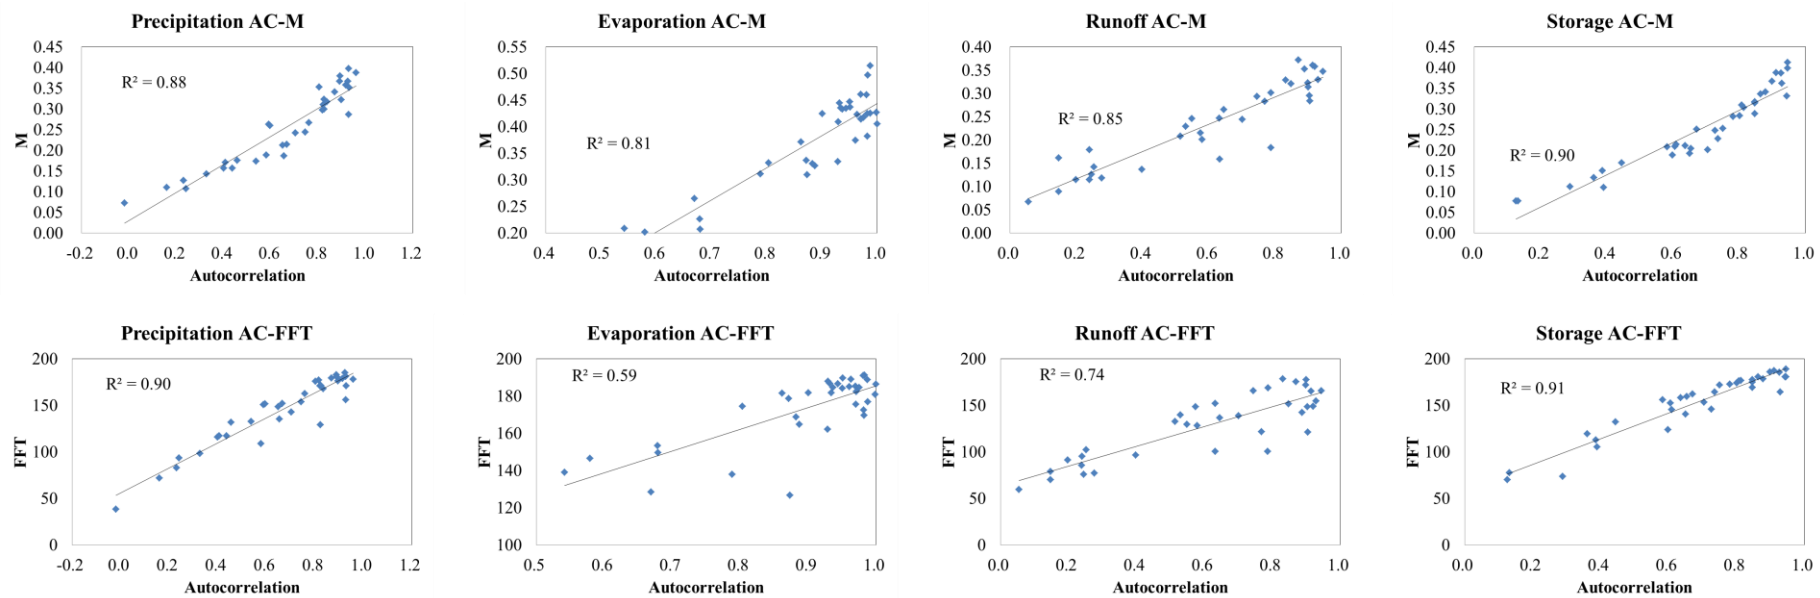 Precipitation AC-M
0.45
0.40
0.35
0.30
0.25
0.20
0.15
0.10
0.05
0.00
M
R² = 0.88
-0.2 0.0 0.2 0.4 0.6 0.8 1.0 1.2
Autocorrelation
Evaporation AC-M
0.55
0.50
0.45
0.40
0.35
0.30
0.25
0.20
M
R² = 0.81
0.4 0.5 0.6 0.7 0.8 0.9 1.0
Autocorrelation
Runoff AC-M
0.40
0.35
0.30
0.25
0.20
0.15
0.10
0.05
0.00
M
R² = 0.85
0.0 0.2 0.4 0.6 0.8 1.0
Autocorrelation
Storage AC-M
0.45
0.40
0.35
0.30
0.25
0.20
0.15
0.10
0.05
0.00
M
R² = 0.90
0.0 0.2 0.4 0.6 0.8 1.0
Autocorrelation
Precipitation AC-FFT
200
150
100
50
0
FFT
R² = 0.90
-0.2 0.0 0.2 0.4 0.6 0.8 1.0 1.2
Autocorrelation
Evaporation AC-FFT
200
180
160
140
120
100
FFT
R² = 0.59
0.5 0.6 0.7 0.8 0.9 1.0
Autocorrelation
Runoff AC-FFT
200
150
100
50
0
FFT
R² = 0.74
0.0 0.2 0.4 0.6 0.8 1.0
Autocorrelation
Storage AC-FFT
200
150
100
50
0
FFT
R² = 0.91
0.0 0.2 0.4 0.6 0.8 1.0
Autocorrelation